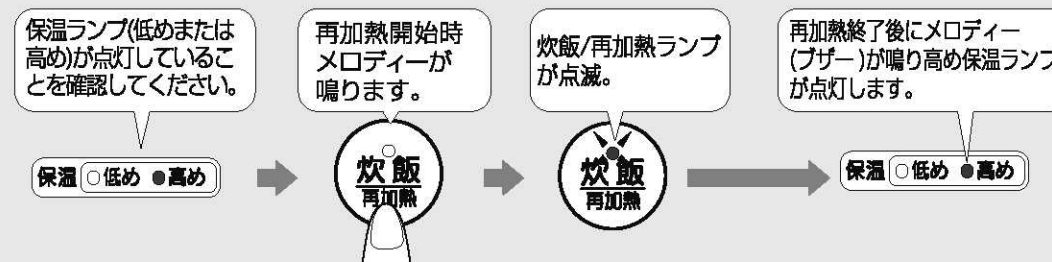 保温ランプ(低めまたは
高め)が点灯しているこ
とを確認してください。
再加熱開始時
メロディーが
鳴ります。
炊飯/再加熱ランプ
が点滅。
再加熱終了後にメロディー
(ブザー)が鳴り高め保温ランプ
が点灯します。
保温 ○低め ●高め
炊飯
再加熱
炊飯
再加熱
保温 ○低め ●高め